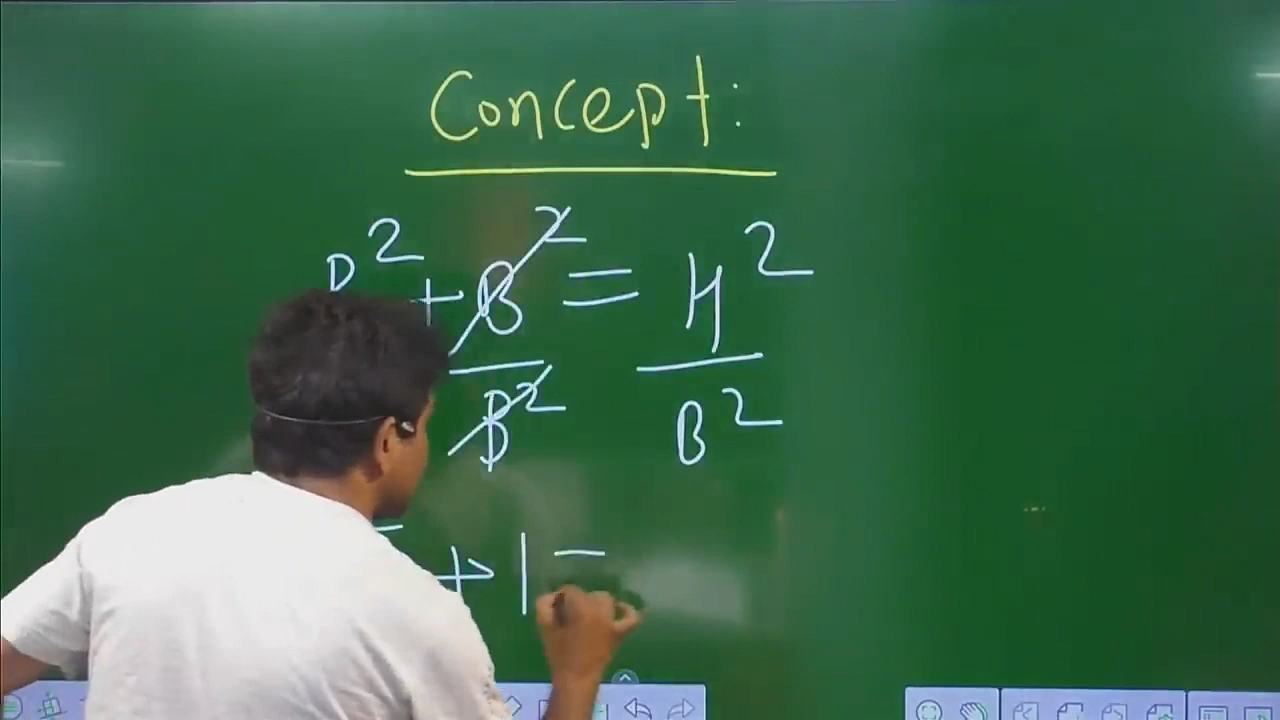 Concept:
P² + B² = H²
B² B²
+ 1 =